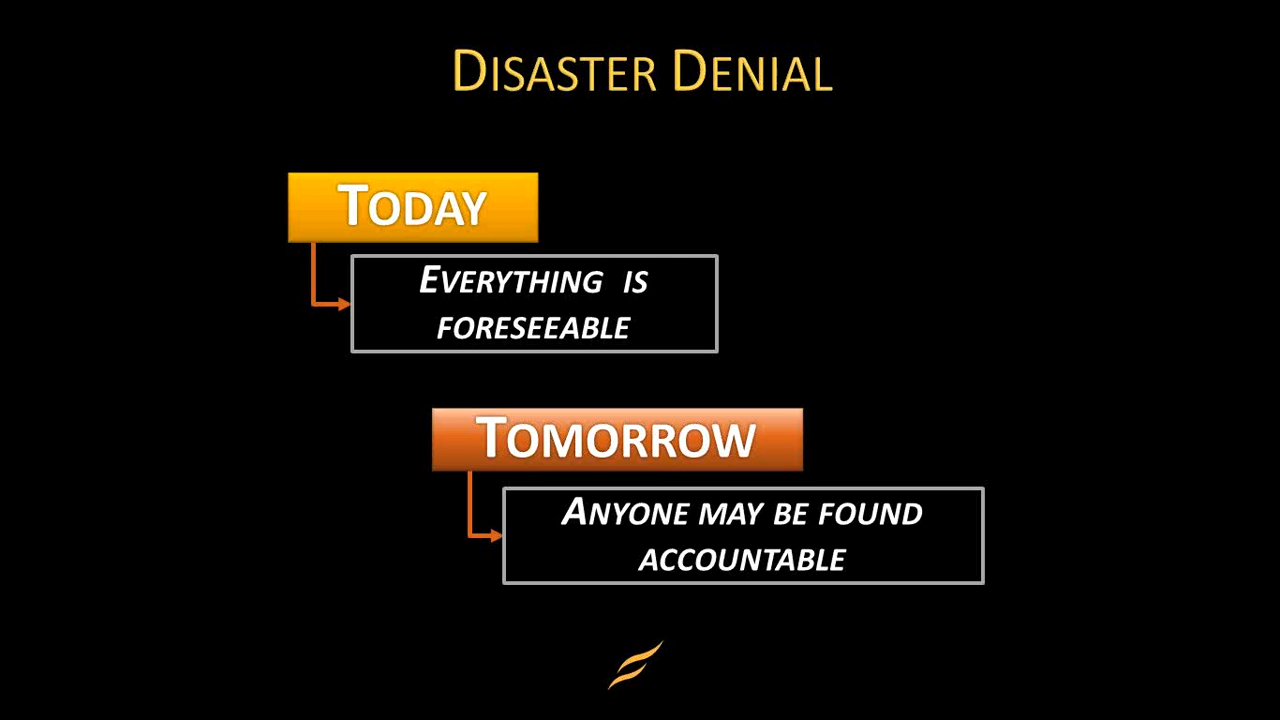 DISASTER DENIAL
TODAY
EVERYTHING IS
FORESEEABLE
TOMORROW
ANYONE MAY BE FOUND
ACCOUNTABLE